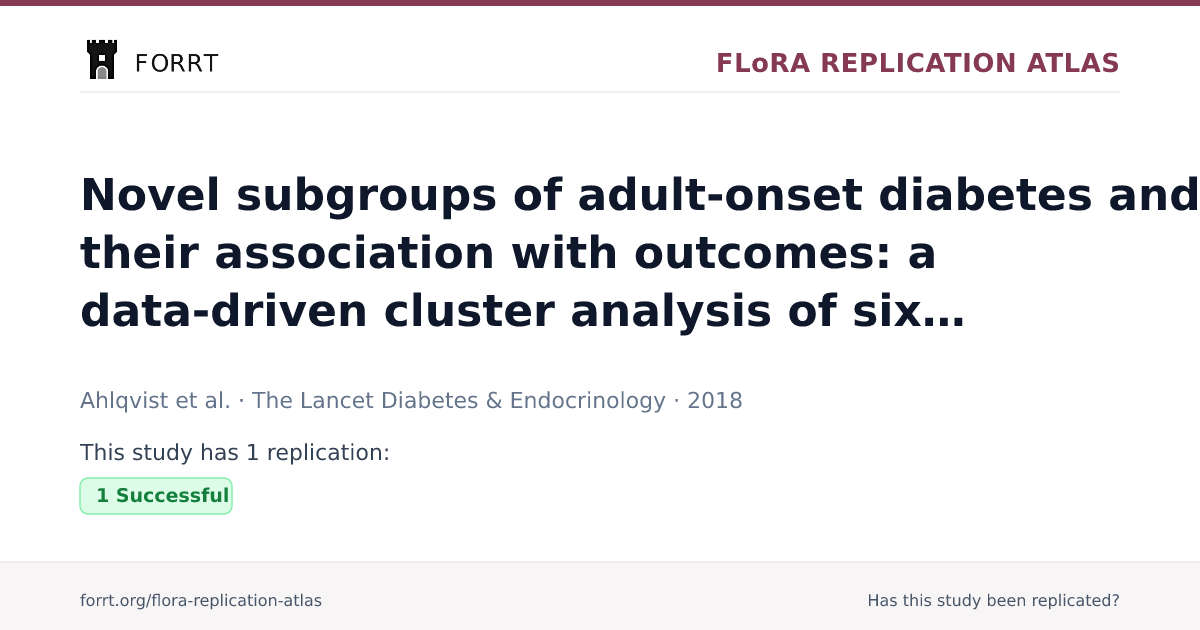 FORRT
FLoRA REPLICATION ATLAS
Novel subgroups of adult-onset diabetes and
their association with outcomes: a
data-driven cluster analysis of six…
Ahlqvist et al. · The Lancet Diabetes & Endocrinology · 2018
This study has 1 replication:
1 Successful
forrt.org/flora-replication-atlas
Has this study been replicated?